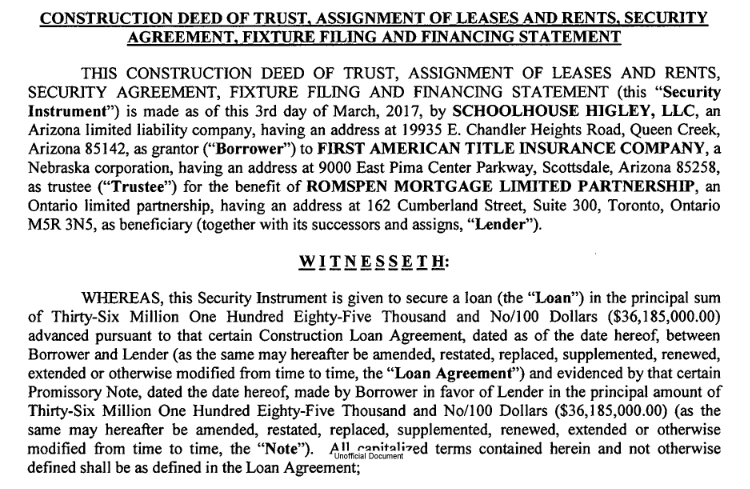 CONSTRUCTION DEED OF TRUST, ASSIGNMENT OF LEASES AND RENTS, SECURITY
AGREEMENT, FIXTURE FILING AND FINANCING STATEMENT
THIS CONSTRUCTION DEED OF TRUST, ASSIGNMENT OF LEASES AND RENTS,
SECURITY AGREEMENT, FIXTURE FILING AND FINANCING STATEMENT (this "Security
Instrument") is made as of this 3rd day of March, 2017, by SCHOOLHOUSE HIGLEY, LLC, an
Arizona limited liability company, having an address at 19935 E. Chandler Heights Road, Queen Creek,
Arizona 85142, as grantor ("Borrower") to FIRST AMERICAN TITLE INSURANCE COMPANY, a
Nebraska corporation, having an address at 9000 East Pima Center Parkway, Scottsdale, Arizona 85258,
as trustee ("Trustee") for the benefit of ROMSPEN MORTGAGE LIMITED PARTNERSHIP, an
Ontario limited partnership, having an address at 162 Cumberland Street, Suite 300, Toronto, Ontario
M5R 3N5, as beneficiary (together with its successors and assigns, "Lender").
WITNESSETH:
WHEREAS, this Security Instrument is given to secure a loan (the "Loan") in the principal sum
of Thirty-Six Million One Hundred Eighty-Five Thousand and No/100 Dollars ($36,185,000.00)
advanced pursuant to that certain Construction Loan Agreement, dated as of the date hereof, between
Borrower and Lender (as the same may hereafter be amended, restated, replaced, supplemented, renewed,
extended or otherwise modified from time to time, the "Loan Agreement") and evidenced by that certain
Promissory Note, dated the date hereof, made by Borrower in favor of Lender in the principal amount of
Thirty-Six Million One Hundred Eighty-Five Thousand and No/100 Dollars ($36,185,000.00) (as the
same may hereafter be amended, restated, replaced, supplemented, renewed, extended or otherwise
modified from time to time, the "Note"). All capitalized terms contained herein and not otherwise
Unofficial Document
defined shall be as defined in the Loan Agreement;